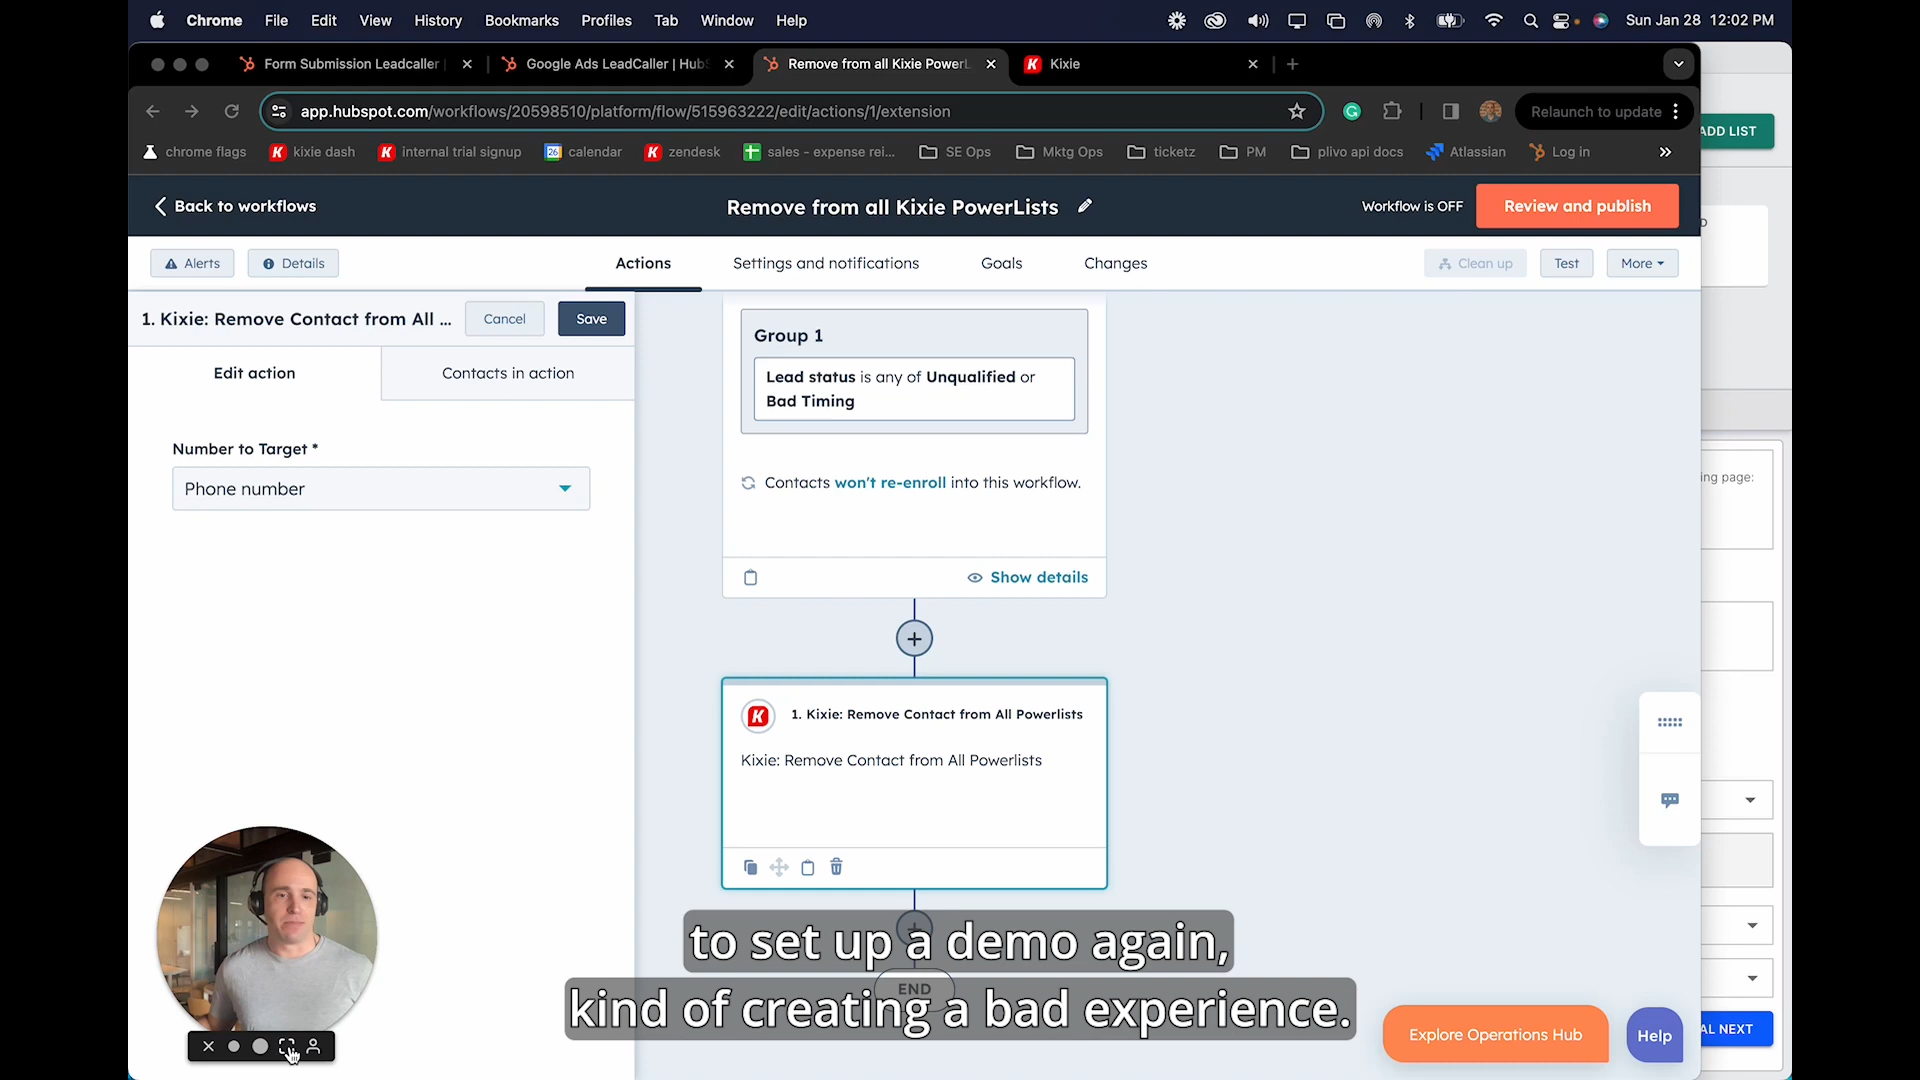 Chrome File Edit View History Bookmarks Profiles Tab Window Help Sun Jan 28 12:02 PM
Form Submission Leadcaller Google Ads LeadCaller | HubS Remove from all Kixie PowerL K Kixie
app.hubspot.com/workflows/20598510/platform/flow/515963222/edit/actions/1/extension Relaunch to update
ADD LIST
chrome flags K kixie dash K internal trial signup 26 calendar K zendesk sales - expense rei... SE Ops Mktg Ops ticketz PM plivo api docs Atlassian Log in
Back to workflows Remove from all Kixie PowerLists Workflow is OFF Review and publish
Alerts Details Actions Settings and notifications Goals Changes Clean up Test More
1. Kixie: Remove Contact from All ... Cancel Save
Edit action Contacts in action
Number to Target *
Phone number
Group 1
Lead status is any of Unqualified or
Bad Timing
Contacts won't re-enroll into this workflow.
Show details
ing page:
K 1. Kixie: Remove Contact from All Powerlists
Kixie: Remove Contact from All Powerlists
to set up a demo again,
END
kind of creating a bad experience.
Explore Operations Hub Help
AL NEXT